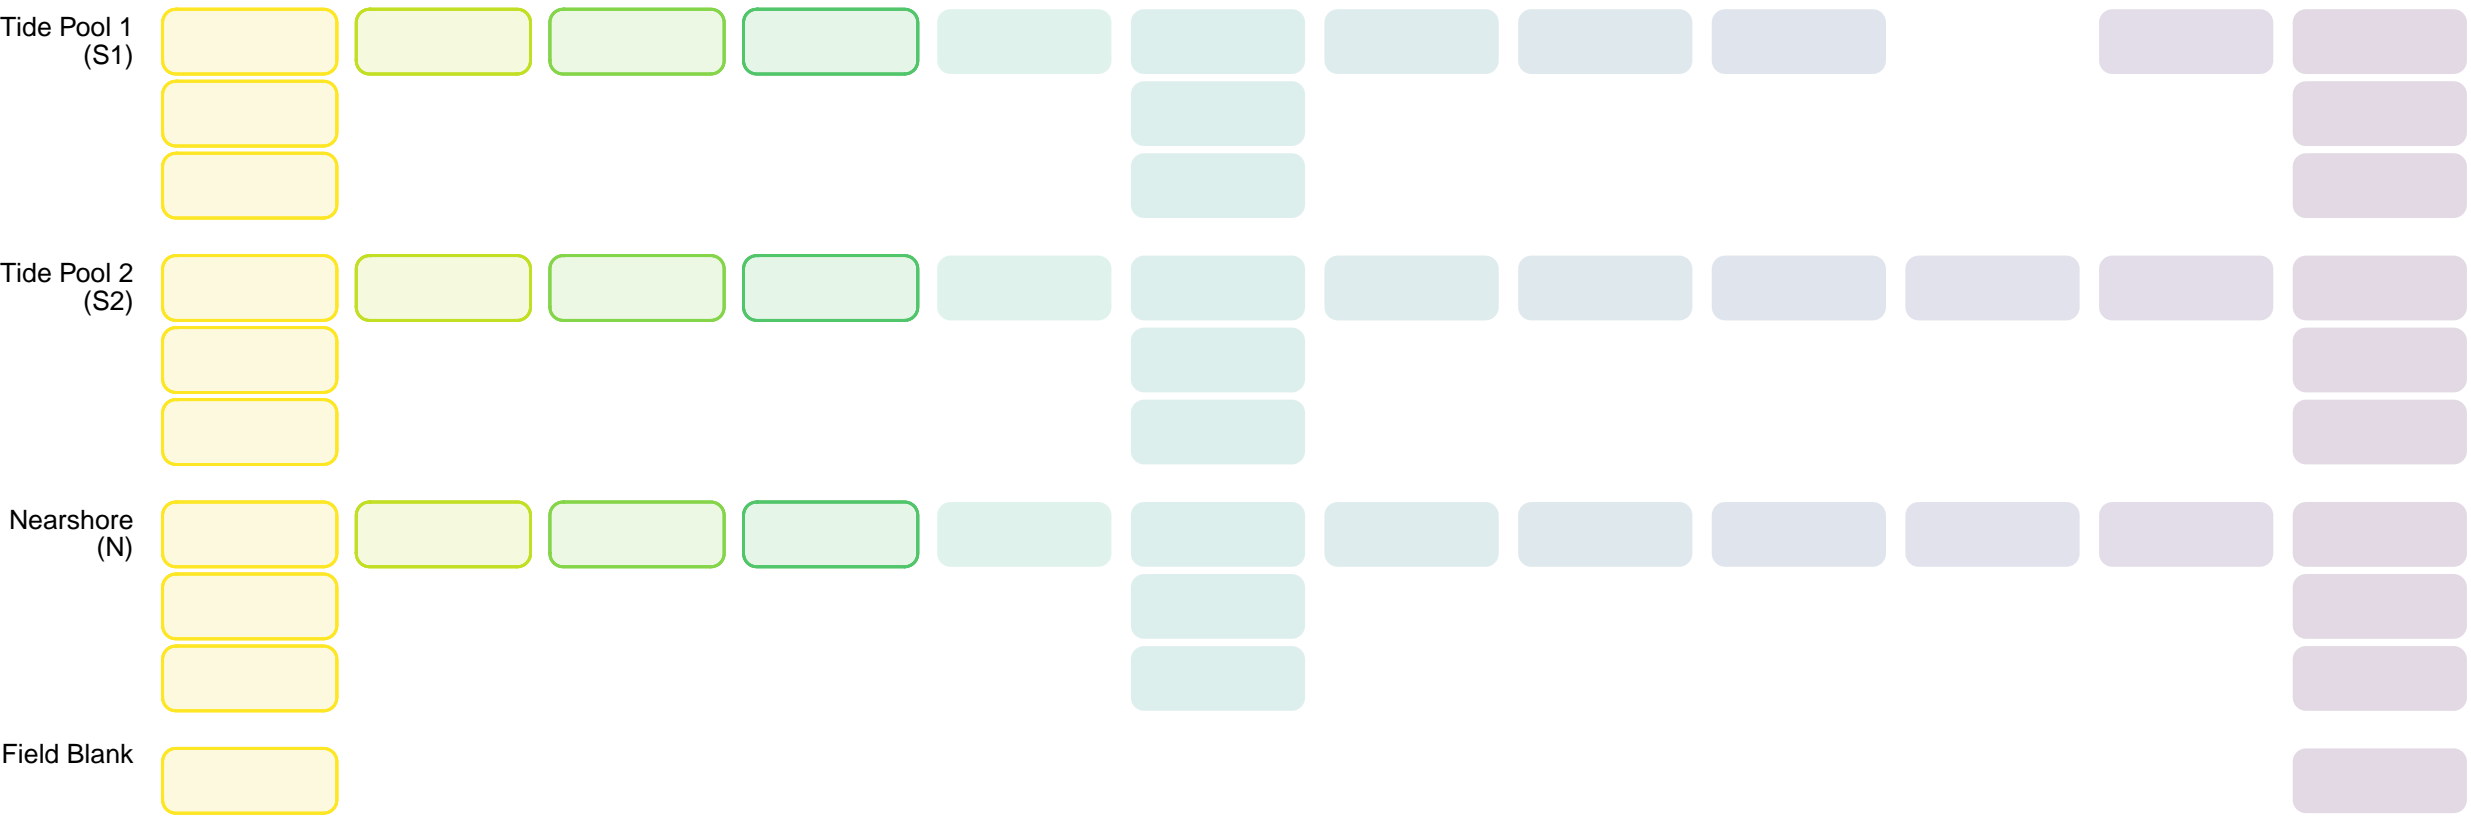 Tide Pool 1
(S1)
Tide Pool 2
(S2)
Nearshore
(N)
Field Blank